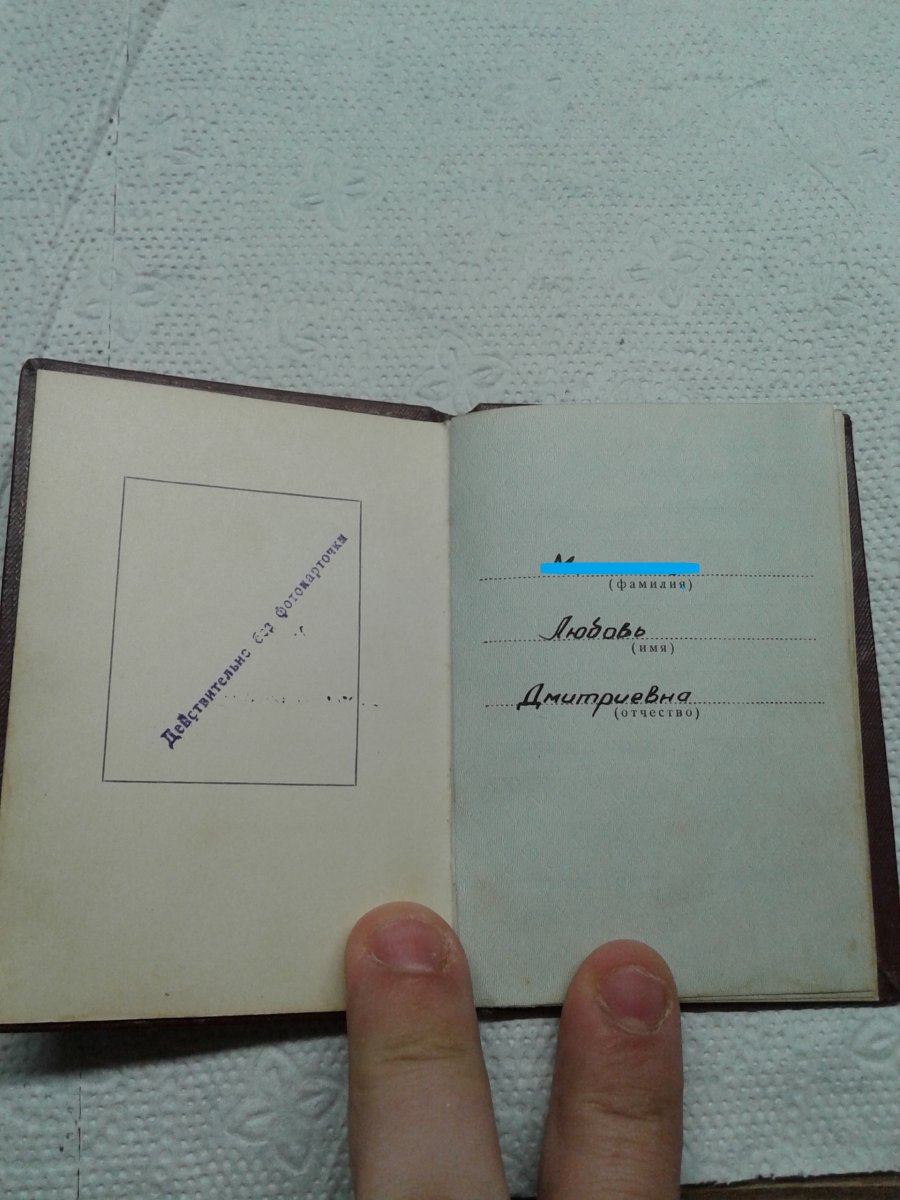 Действительно без фотокарточки
(фамилия)
Любовь
(имя)
Дмитриевна
(отчество)